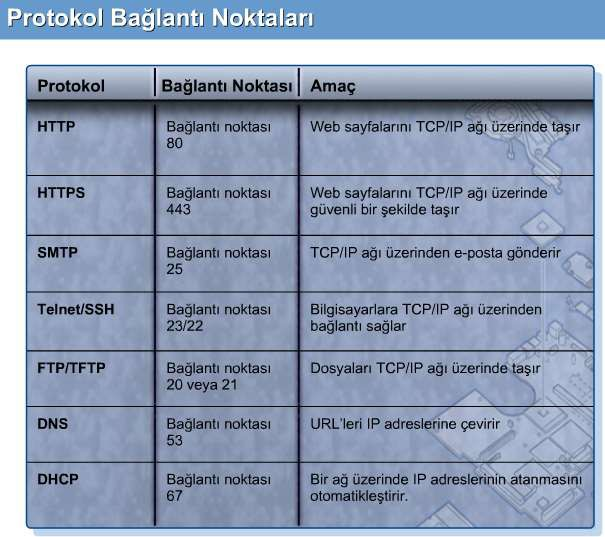 Protokol Bağlantı Noktaları
Protokol Bağlantı Noktası Amaç
HTTP Bağlantı noktası Web sayfalarını TCP/IP ağı üzerinde taşır
80
HTTPS Bağlantı noktası Web sayfalarını TCP/IP ağı üzerinde
443 güvenli bir şekilde taşır
SMTP Bağlantı noktası TCP/IP ağı üzerinden e-posta gönderir
25
Telnet/SSH Bağlantı noktası Bilgisayarlara TCP/IP ağı üzerinden
23/22 bağlantı sağlar
FTP/TFTP Bağlantı noktası Dosyaları TCP/IP ağı üzerinde taşır
20 veya 21
DNS Bağlantı noktası URL'leri IP adreslerine çevirir
53
DHCP Bağlantı noktası Bir ağ üzerinde IP adreslerinin atanmasını
67 otomatikleştirir.